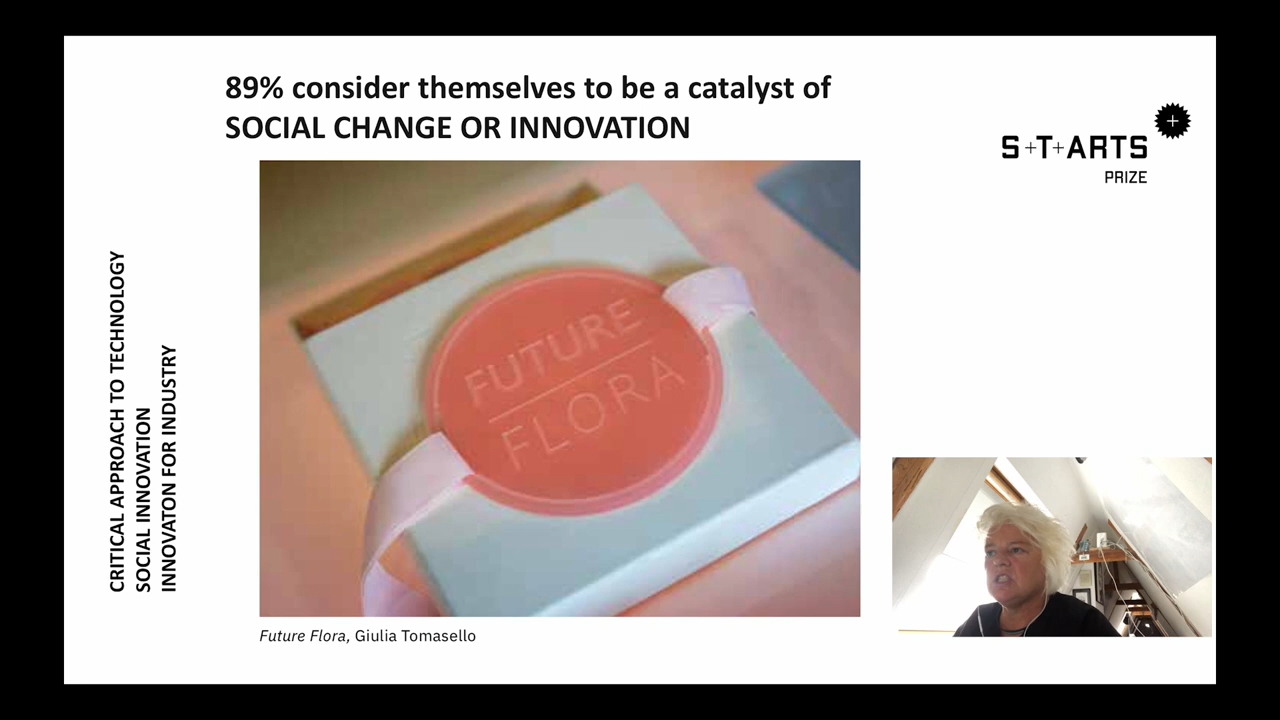 89% consider themselves to be a catalyst of
SOCIAL CHANGE OR INNOVATION
S+T+ARTS
PRIZE
CRITICAL APPROACH TO TECHNOLOGY
SOCIAL INNOVATION
INNOVATON FOR INDUSTRY
FUTURE
FLORA
Future Flora, Giulia Tomasello